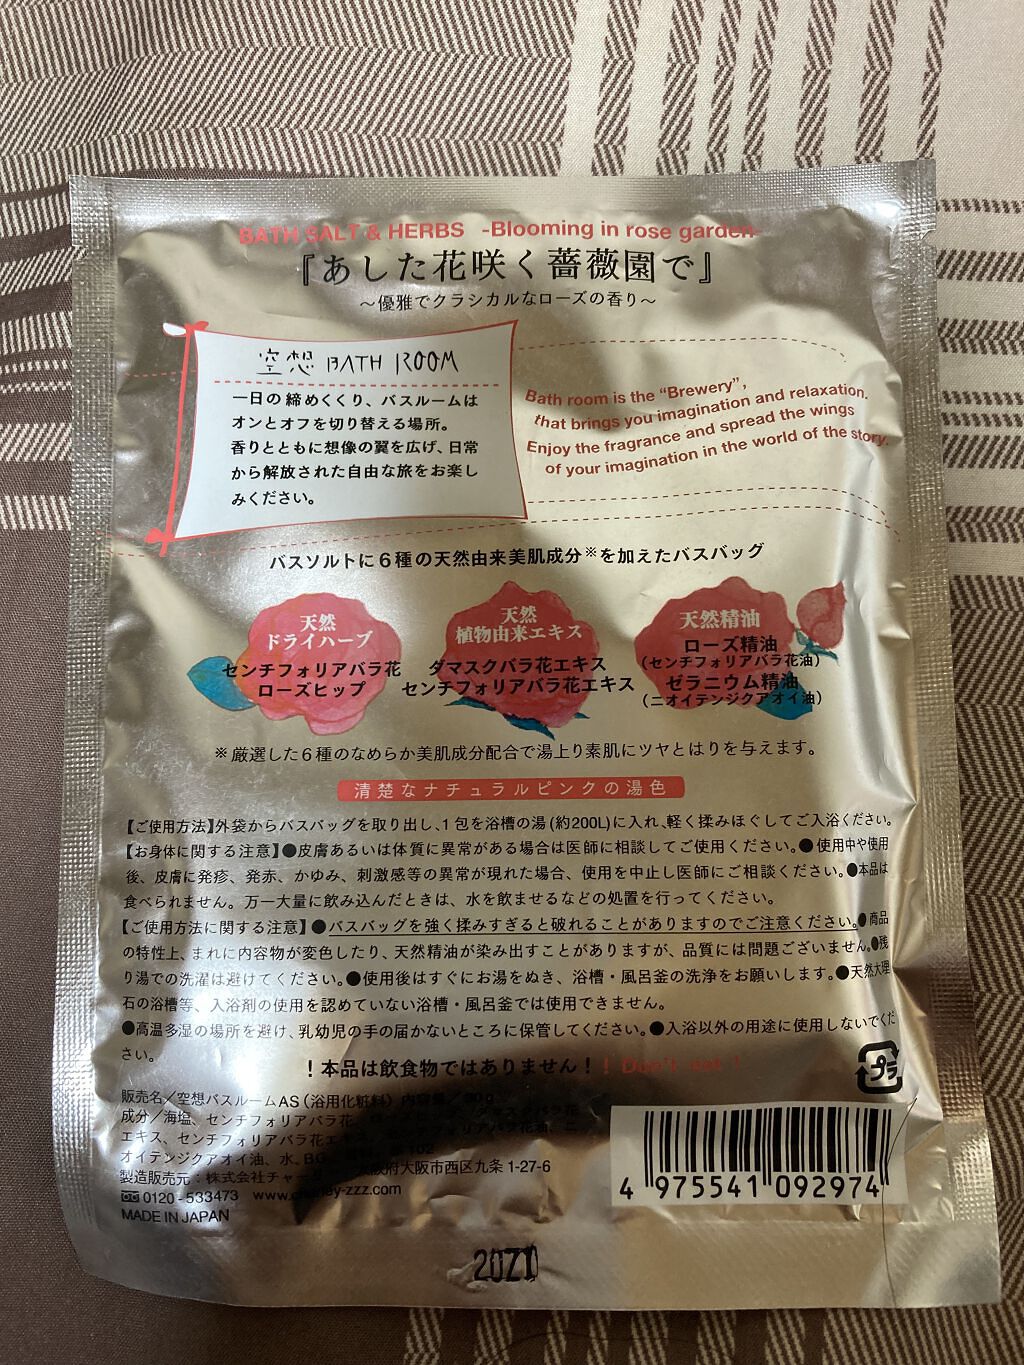 BATH SALT & HERBS -Blooming in rose garden-
『あした花咲く薔薇園で』
～優雅でクラシカルなローズの香り～
空想 BATH ROOM
一日の締めくくり、バスルームは
オンとオフを切り替える場所。
香りとともに想像の翼を広げ、日常
から解放された自由な旅をお楽し
みください。
Bath room is the "Brewery",
that brings you imagination and relaxation.
Enjoy the fragrance and spread the wings
of your imagination in the world of the story.
バスソルトに6種の天然由来美肌成分※を加えたバスバッグ
天然
ドライハーブ
センチフォリアバラ花
ローズヒップ
天然
植物由来エキス
ダマスクバラ花エキス
センチフォリアバラ花エキス
天然精油
ローズ精油
(センチフォリアバラ花油)
ゼラニウム精油
(ニオイテンジクアオイ油)
※厳選した6種のなめらか美肌成分配合で湯上り素肌にツヤとはりを与えます。
清楚なナチュラルピンクの湯色
【ご使用方法】外袋からバスバッグを取り出し、1包を浴槽の湯(約200L)に入れ、軽く揉みほぐしてご入浴ください。
【お身体に関する注意】●皮膚あるいは体質に異常がある場合は医師に相談してご使用ください。●使用中や使用
後、皮膚に発疹、発赤、かゆみ、刺激感等の異常が現れた場合、使用を中止し医師にご相談ください。●本品は
食べられません。万一大量に飲み込んだときは、水を飲ませるなどの処置を行ってください。
【ご使用方法に関する注意】●バスバッグを強く揉みすぎると破れることがありますのでご注意ください。●商品
の特性上、まれに内容物が変色したり、天然精油が染み出すことがありますが、品質には問題ございません。●残
り湯での洗濯は避けてください。●使用後はすぐにお湯をぬき、浴槽・風呂釜の洗浄をお願いします。●天然大理
石の浴槽等、入浴剤の使用を認めていない浴槽・風呂釜では使用できません。
●高温多湿の場所を避け、乳幼児の手の届かないところに保管してください。●入浴以外の用途に使用しないでくだ
さい。
！本品は飲食物ではありません！！Don't eat！
プラ
販売名／空想バスルームAS（浴用化粧料）内容量／30g
成分／海塩、センチフォリアバラ花、 ダマスクバラ花
エキス、センチフォリアバラ花エキス、 センチフォリアバラ花油、ニ
オイテンジクアオイ油、水、BG、 102
製造販売元：株式会社チャーリー 大阪府大阪市西区九条 1-27-6
0120-533473 www.charley-zzz.com
MADE IN JAPAN
4 975541 092974